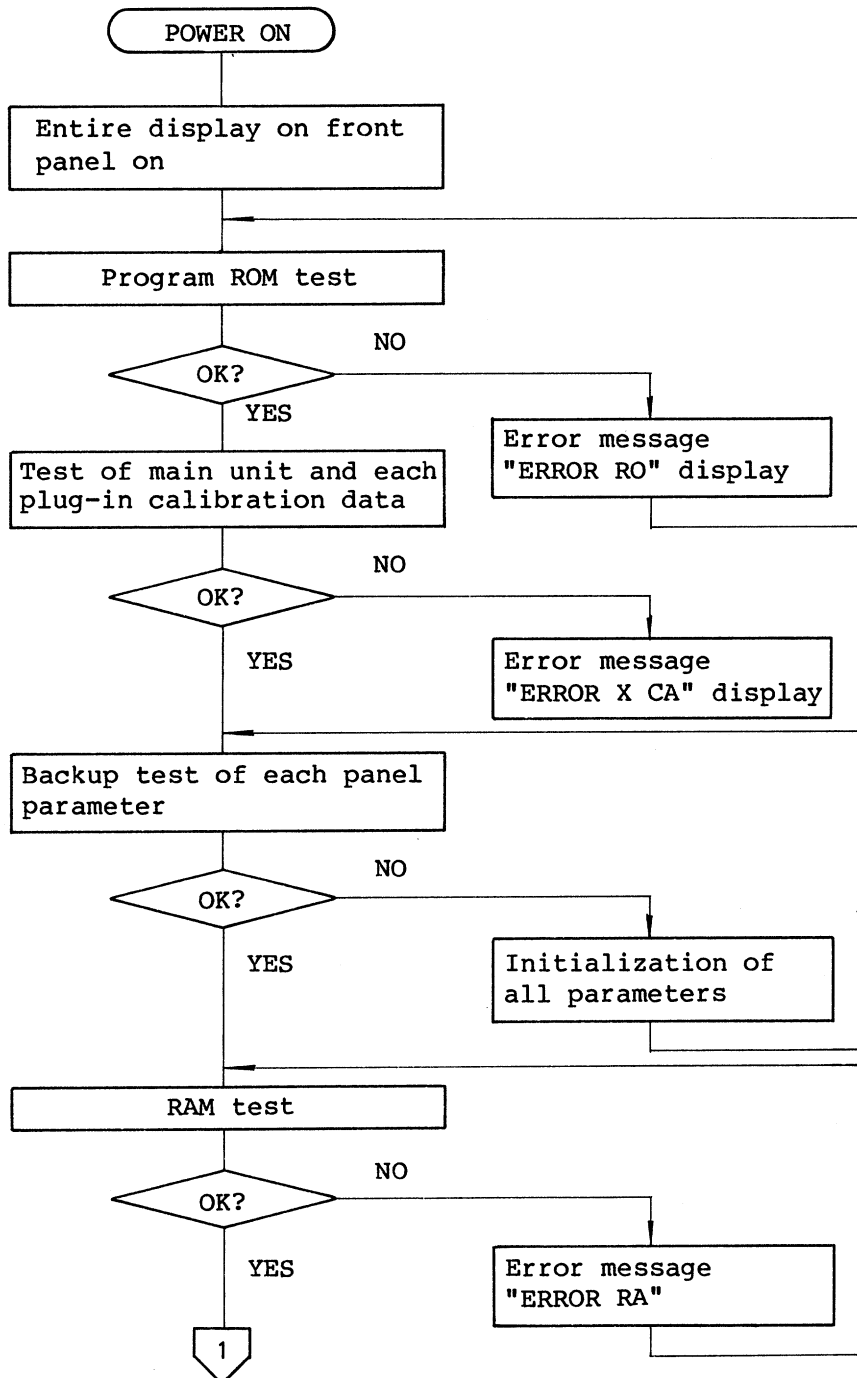 POWER ON
Entire display on front
panel on
Program ROM test
NO
OK?
YES
Error message
"ERROR RO" display
Test of main unit and each
plug-in calibration data
NO
OK?
YES
Error message
"ERROR X CA" display
Backup test of each panel
parameter
NO
OK?
YES
Initialization of
all parameters
RAM test
NO
OK?
YES
Error message
"ERROR RA"
1